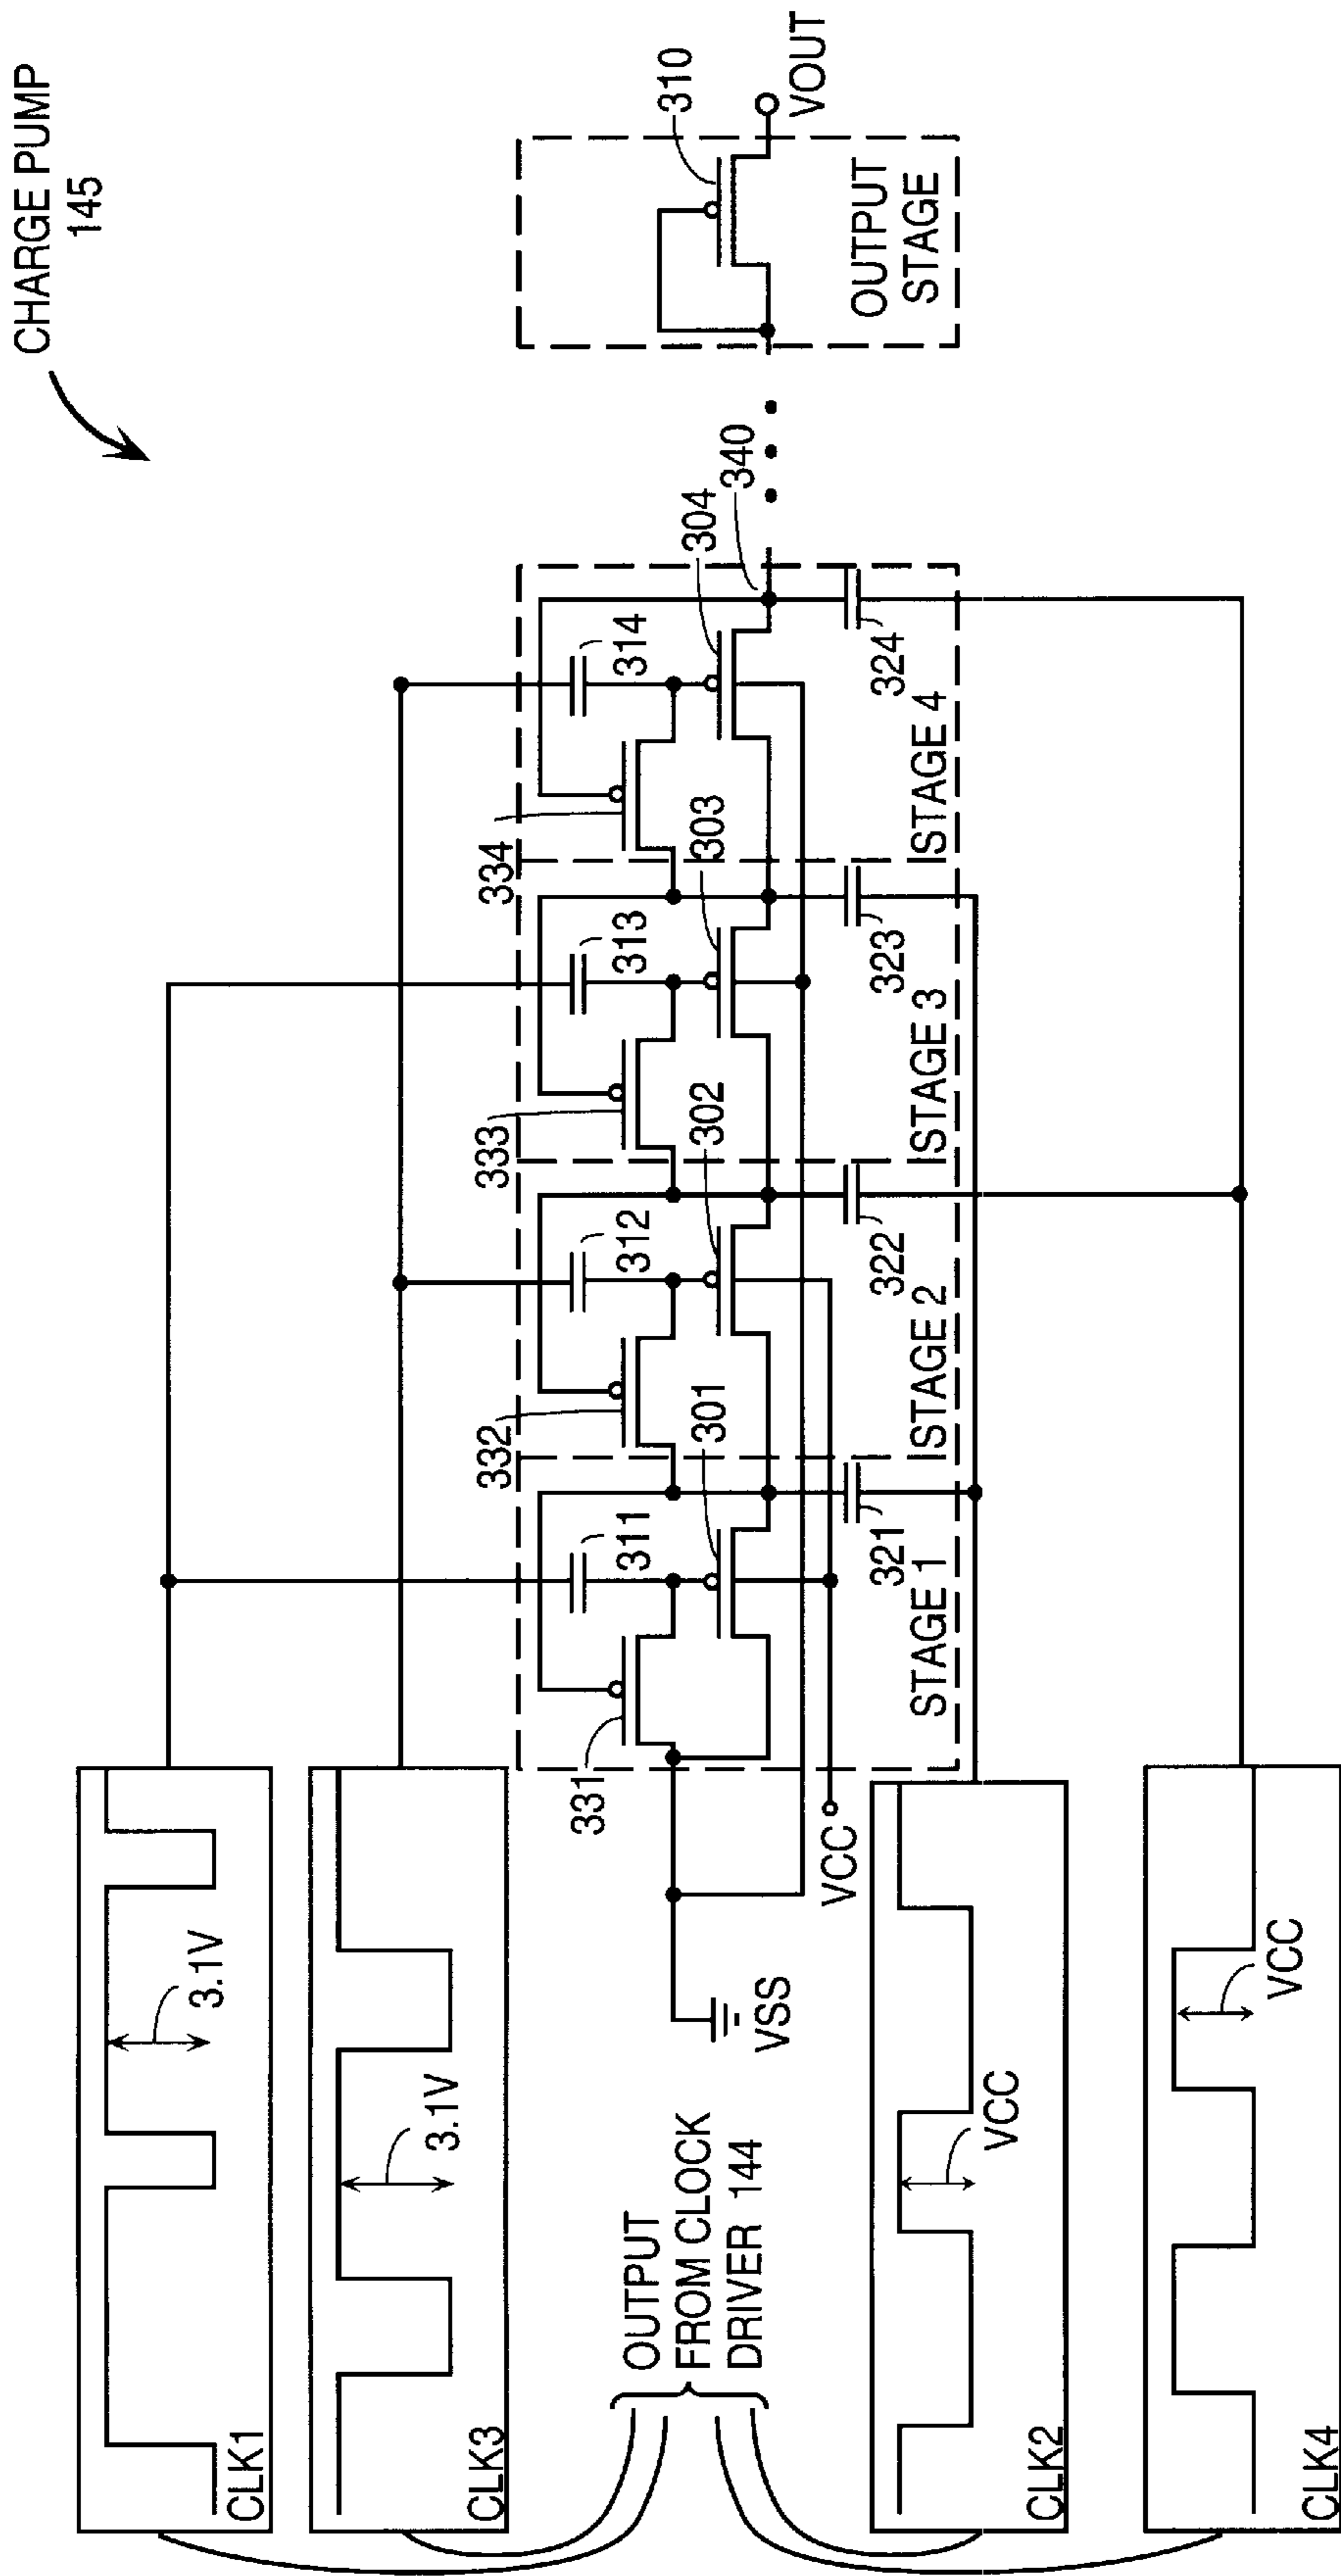 CHARGE PUMP
145
CLK1
3.1V
CLK3
3.1V
OUTPUT
FROM CLOCK
DRIVER 144
CLK2
VCC
CLK4
VCC
VSS
VCC
331
311
301
321
STAGE 1
332
312
302
322
STAGE 2
333
313
303
323
STAGE 3
334
314
304
324
STAGE 4
340
310
OUTPUT
STAGE
VOUT